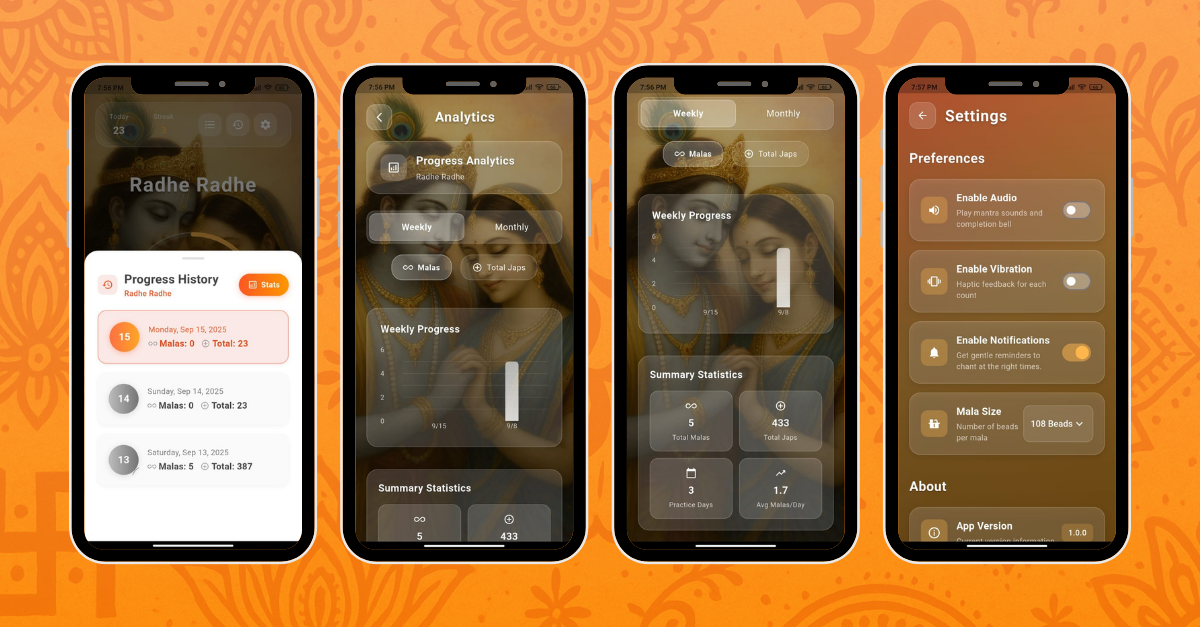 7:56 PM
Today
Streak
23
Radhe Radhe
Progress History
Radhe Radhe
Stats
15
Monday, Sep 15, 2025
Malas: 0
Total: 23
14
Sunday, Sep 14, 2025
Malas: 0
Total: 23
13
Saturday, Sep 13, 2025
Malas: 5
Total: 387
7:56 PM
Analytics
Progress Analytics
Radhe Radhe
Weekly
Monthly
Malas
Total Japs
Weekly Progress
6
4
2
0
9/15
9/8
Summary Statistics
5
433
7:56 PM
Weekly
Monthly
Malas
Total Japs
Weekly Progress
6
4
2
0
9/15
9/8
Summary Statistics
5
Total Malas
433
Total Japs
3
Practice Days
1.7
Avg Malas/Day
7:57 PM
Settings
Preferences
Enable Audio
Play mantra sounds and
completion bell
Enable Vibration
Haptic feedback for each
count
Enable Notifications
Get gentle reminders to
chant at the right times.
Mala Size
Number of beads
per mala
108 Beads
About
App Version
Current version information
1.0.0